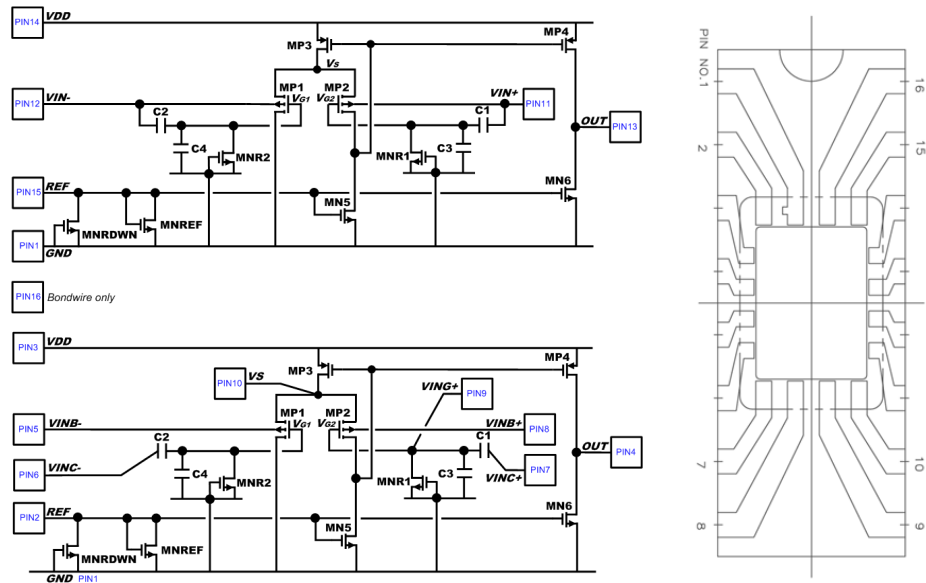 PIN14 VDD
MP3 MP4
Vs
MP1 MP2
PIN12 VIN- VG1 VG2 VIN+ PIN11
C2 C1
OUT PIN13
C4 MNR2 MNR1 C3
PIN15 REF
MN5 MN6
MNRDWN MNREF
PIN1 GND
PIN16 Bondwire only
PIN3 VDD
MP3 MP4
PIN10 VS VING+ PIN9
MP1 MP2
PIN5 VINB- VG1 VG2 VINB+ PIN8
C2 C1
OUT PIN4
PIN6 VINC- C4 MNR2 MNR1 C3 VINC+ PIN7
PIN2 REF
MN5 MN6
MNRDWN MNREF
GND PIN1
PIN NO.1
16
2
15
7
10
8
9